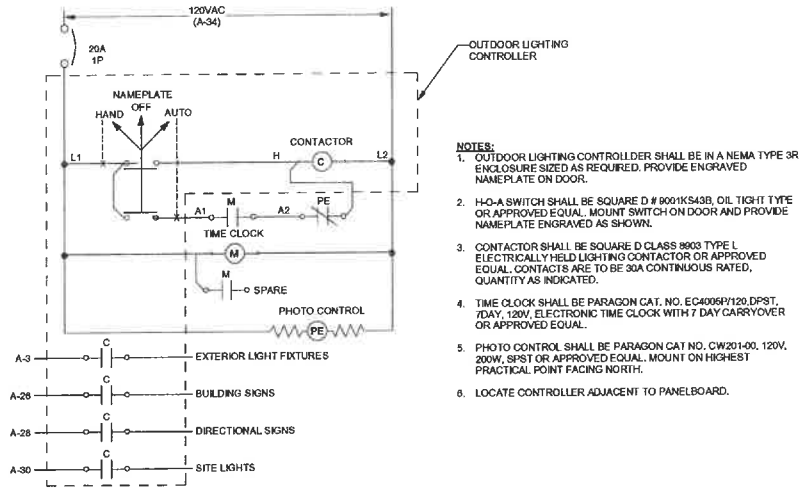 120VAC
(A-34)
20A
1P
OUTDOOR LIGHTING
CONTROLLER
NAMEPLATE
OFF
HAND
AUTO
CONTACTOR
L1
H
C
L2
A1
M
A2
PE
TIME CLOCK
M
M
SPARE
PHOTO CONTROL
PE
C
A-3
EXTERIOR LIGHT FIXTURES
C
A-26
BUILDING SIGNS
C
A-28
DIRECTIONAL SIGNS
C
A-30
SITE LIGHTS
NOTES:
1. OUTDOOR LIGHTING CONTROLLDER SHALL BE IN A NEMA TYPE 3R
ENCLOSURE SIZED AS REQUIRED. PROVIDE ENGRAVED
NAMEPLATE ON DOOR.
2. H-O-A SWITCH SHALL BE SQUARE D # 9001KS43B, OIL TIGHT TYPE
OR APPROVED EQUAL. MOUNT SWITCH ON DOOR AND PROVIDE
NAMEPLATE ENGRAVED AS SHOWN.
3. CONTACTOR SHALL BE SQUARE D CLASS 8903 TYPE L
ELECTRICALLY HELD LIGHTING CONTACTOR OR APPROVED
EQUAL. CONTACTS ARE TO BE 30A CONTINUOUS RATED,
QUANTITY AS INDICATED.
4. TIME CLOCK SHALL BE PARAGON CAT. NO. EC4005P/120,DPST,
7DAY, 120V, ELECTRONIC TIME CLOCK WITH 7 DAY CARRYOVER
OR APPROVED EQUAL.
5. PHOTO CONTROL SHALL BE PARAGON CAT NO. CW201-00, 120V,
200W, SPST OR APPROVED EQUAL. MOUNT ON HIGHEST
PRACTICAL POINT FACING NORTH.
6. LOCATE CONTROLLER ADJACENT TO PANELBOARD.